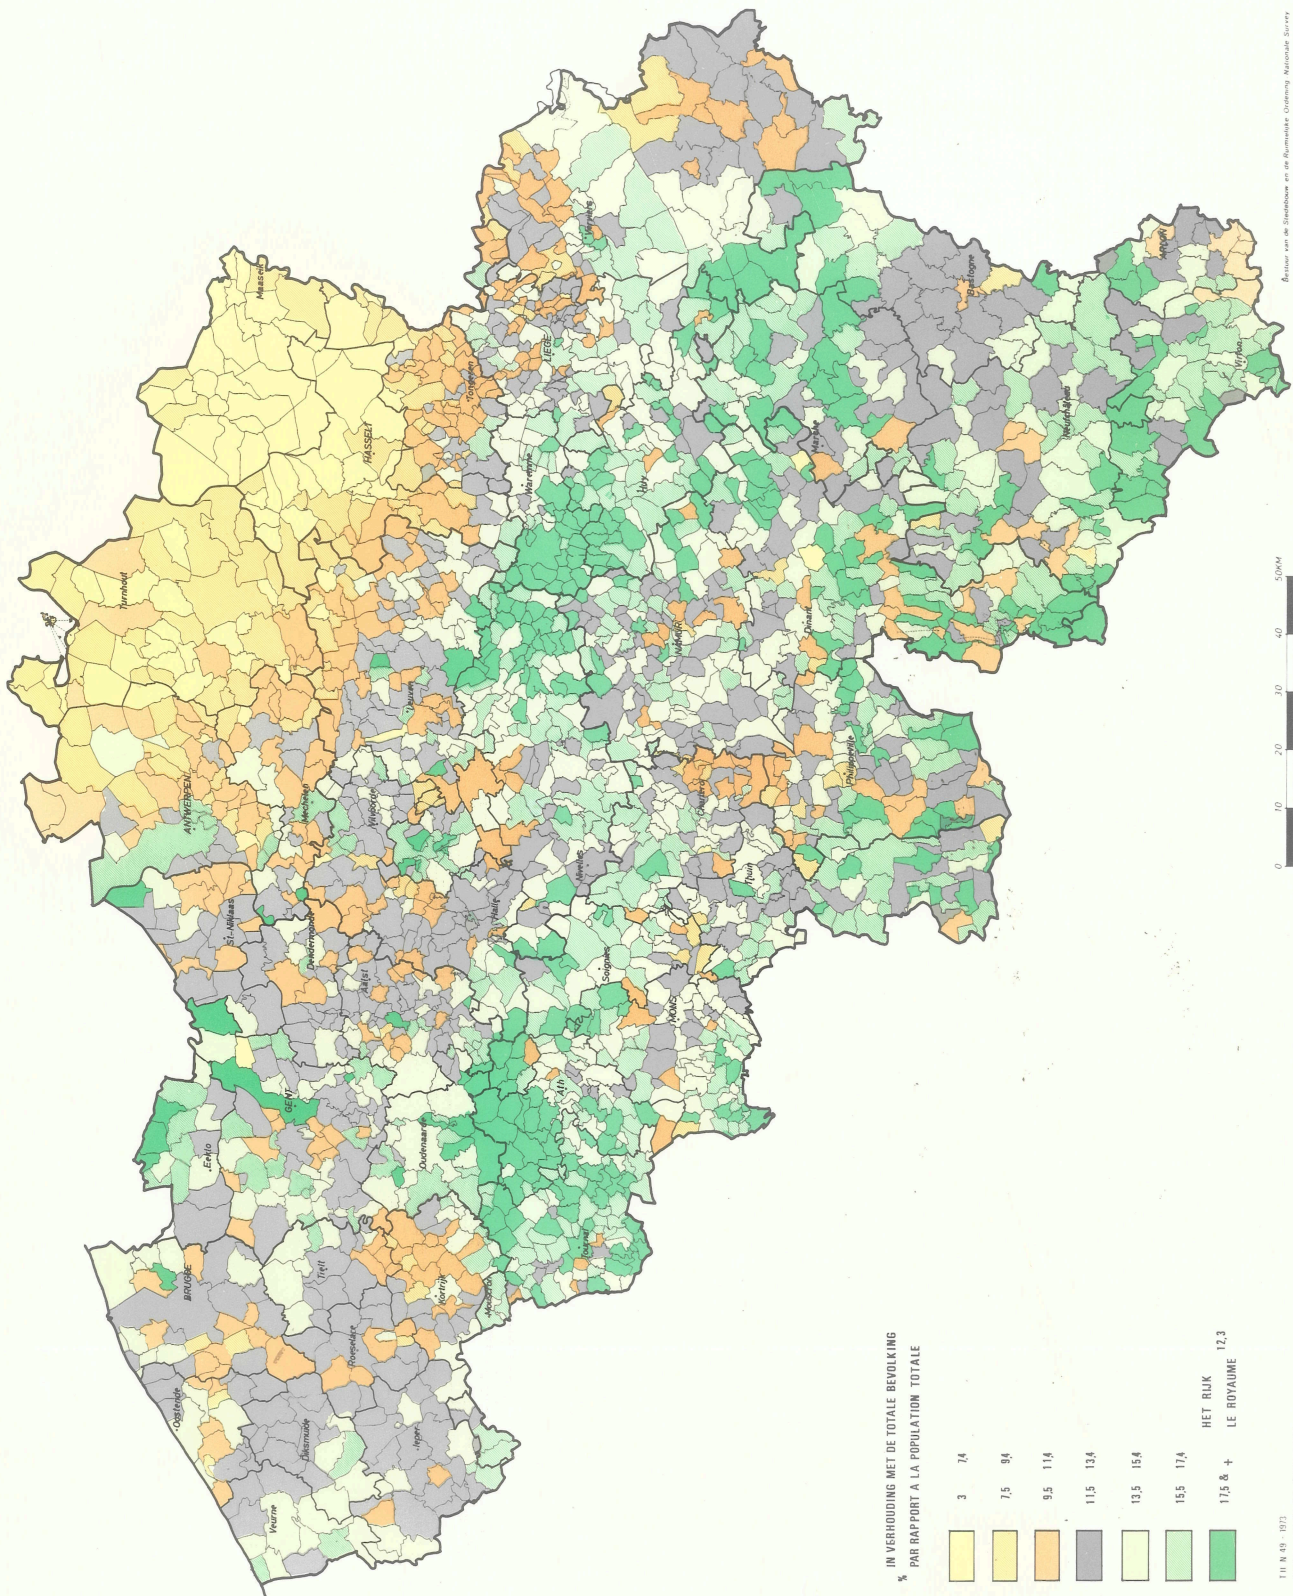 Maaseik
Turnhout
HASSELT
Tongeren
Verviers
LIEGE
ANTWERPEN
Mechelen
Leuven
Waremme
Huy
Bastogne
ARLON
Virton
Neufchâteau
Marche
St-Niklaas
Dendermonde
Vilvoorde
Aalst
Halle
Nivelles
NAMUR
Dinant
Philippeville
Charleroi
Thuin
Soignies
MONS
Ath
GENT
Eeklo
Oudenaarde
Tournai
BRUGGE
Tielt
Kortrijk
Mouscron
Roeselare
Oostende
Diksmuide
Ieper
Veurne
0 10 20 30 40 50KM
% IN VERHOUDING MET DE TOTALE BEVOLKING
PAR RAPPORT A LA POPULATION TOTALE
3 7,4
7,5 9,4
9,5 11,4
11,5 13,4
13,5 15,4
15,5 17,4
17,5 & +
HET RIJK
LE ROYAUME 12,3
Bestuur van de Stedebouw en de Ruimtelijke Ordening Nationale Survey
T II N 49 - 1973